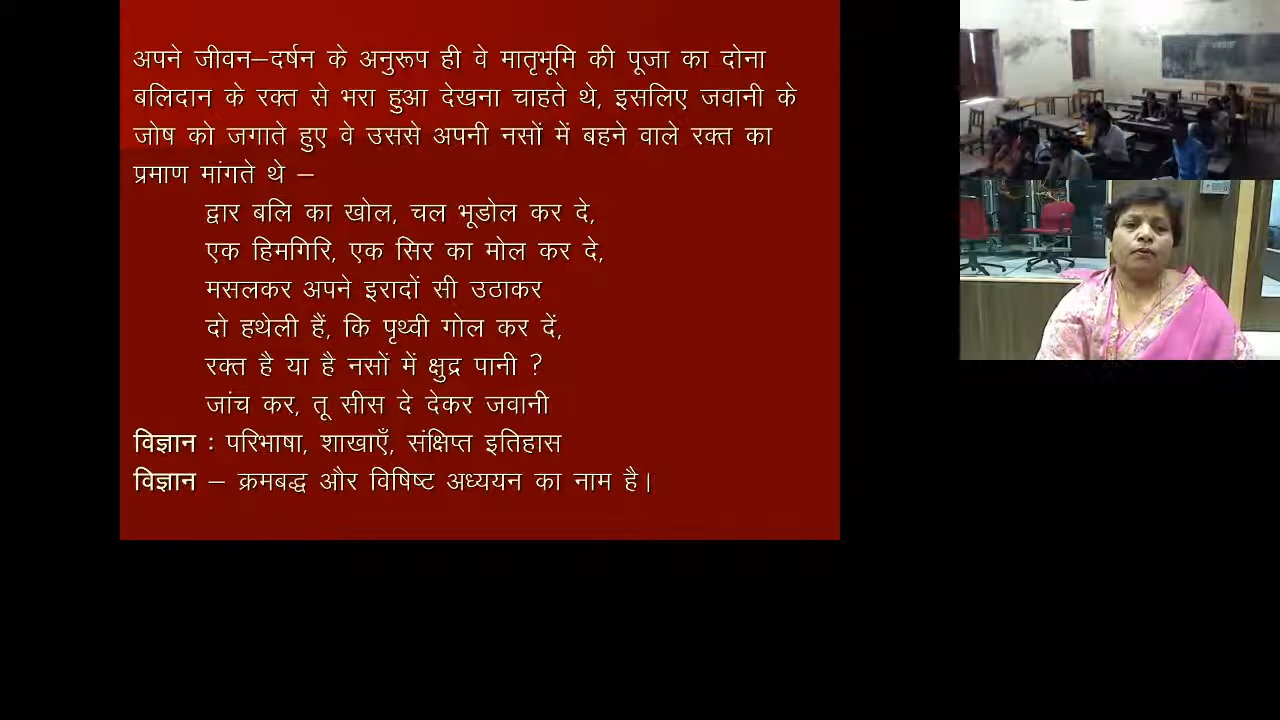 अपने जीवन–दर्षन के अनुरूप ही वे मातृभूमि की पूजा का दोना
बलिदान के रक्त से भरा हुआ देखना चाहते थे, इसलिए जवानी के
जोष को जगाते हुए वे उससे अपनी नसों में बहने वाले रक्त का
प्रमाण मांगते थे –
द्वार बलि का खोल, चल भूडोल कर दे,
एक हिमगिरि, एक सिर का मोल कर दे,
मसलकर अपने इरादों सी उठाकर
दो हथेली हैं, कि पृथ्वी गोल कर दें,
रक्त है या है नसों में क्षुद्र पानी ?
जांच कर, तू सीस दे देकर जवानी
विज्ञान : परिभाषा, शाखाएँ, संक्षिप्त इतिहास
विज्ञान – क्रमबद्ध और विषिष्ट अध्ययन का नाम है।